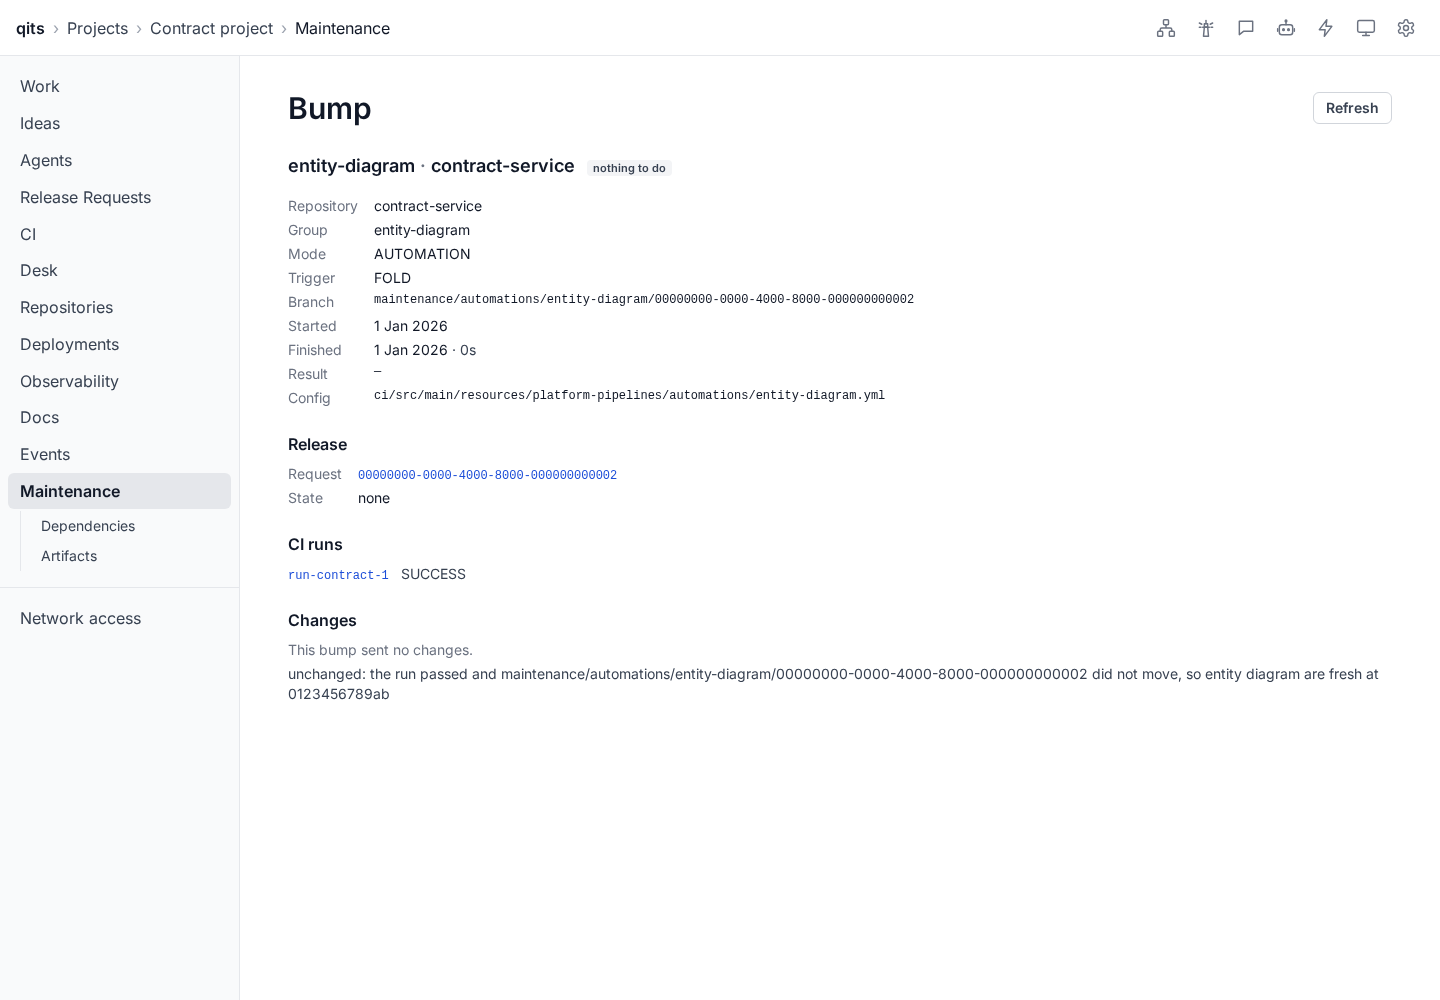 qits › Projects › Contract project › Maintenance
Work
Ideas
Agents
Release Requests
CI
Desk
Repositories
Deployments
Observability
Docs
Events
Maintenance
Dependencies
Artifacts
Network access
Bump
Refresh
entity-diagram · contract-service nothing to do
Repository contract-service
Group entity-diagram
Mode AUTOMATION
Trigger FOLD
Branch maintenance/automations/entity-diagram/00000000-0000-4000-8000-000000000002
Started 1 Jan 2026
Finished 1 Jan 2026 · 0s
Result –
Config ci/src/main/resources/platform-pipelines/automations/entity-diagram.yml
Release
Request 00000000-0000-4000-8000-000000000002
State none
CI runs
run-contract-1 SUCCESS
Changes
This bump sent no changes.
unchanged: the run passed and maintenance/automations/entity-diagram/00000000-0000-4000-8000-000000000002 did not move, so entity diagram are fresh at
0123456789ab